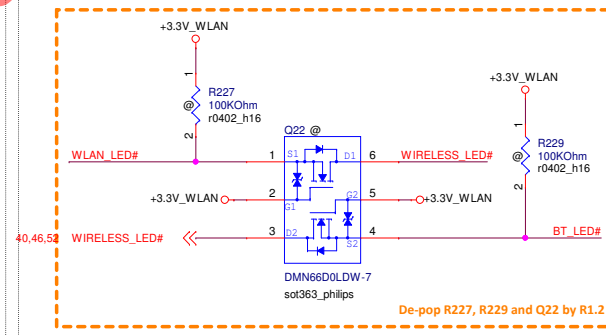 +3.3V_WLAN
1
R227
@ 100KOhm
r0402_h16
2
+3.3V_WLAN
1
R229
@ 100KOhm
r0402_h16
2
Q22 @
WLAN_LED# 1 S1 D1 6 WIRELESS_LED#
+3.3V_WLAN 2 G1 G2 5 +3.3V_WLAN
40,46,52 WIRELESS_LED# 3 D2 S2 4 BT_LED#
DMN66D0LDW-7
sot363_philips
De-pop R227, R229 and Q22 by R1.2